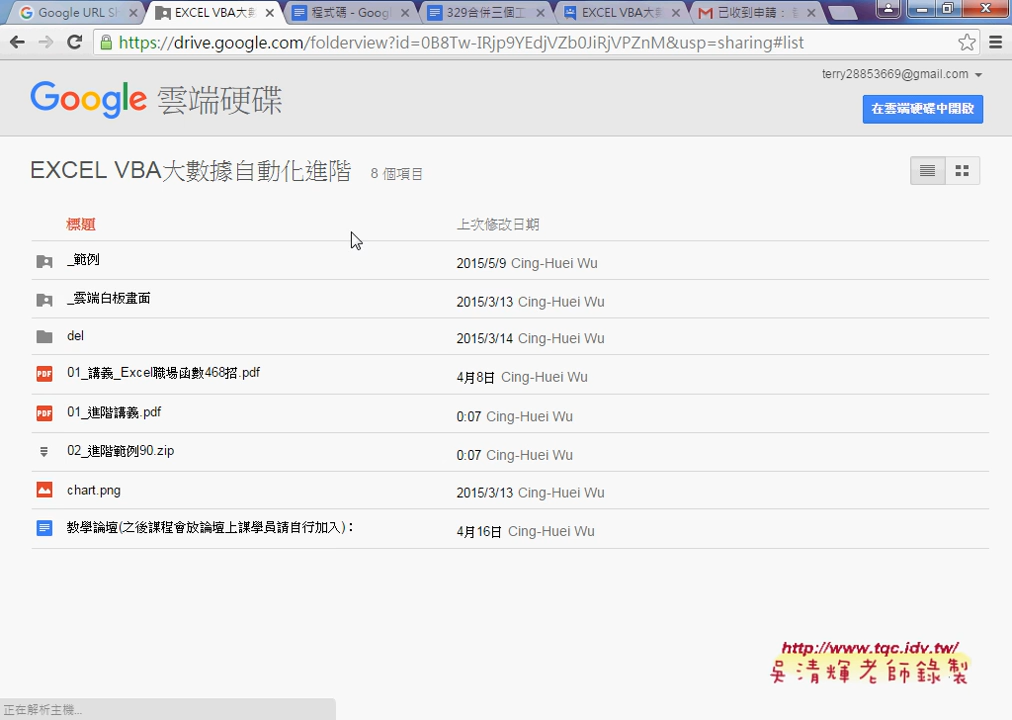 Google URL S
EXCEL VBA大數
程式碼 - Goog
329合併三個工
EXCEL VBA大數
已收到申請：
https://drive.google.com/folderview?id=0B8Tw-IRjp9YEdjVZb0JiRjVPZnM&usp=sharing#list
terry28853669@gmail.com
Google 雲端硬碟
在雲端硬碟中開啟
EXCEL VBA大數據自動化進階 8 個項目
標題 上次修改日期
_範例 2015/5/9 Cing-Huei Wu
_雲端白板畫面 2015/3/13 Cing-Huei Wu
del 2015/3/14 Cing-Huei Wu
01_講義_Excel職場函數468招.pdf 4月8日 Cing-Huei Wu
01_進階講義.pdf 0:07 Cing-Huei Wu
02_進階範例90.zip 0:07 Cing-Huei Wu
chart.png 2015/3/13 Cing-Huei Wu
教學論壇(之後課程會放論壇上課學員請自行加入)： 4月16日 Cing-Huei Wu
http://www.tqc.idv.tw/
吳清輝老師錄製
正在解析主機...